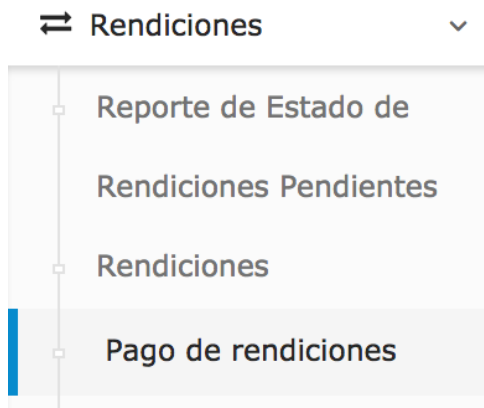 Rendiciones
Reporte de Estado de
Rendiciones Pendientes
Rendiciones
Pago de rendiciones